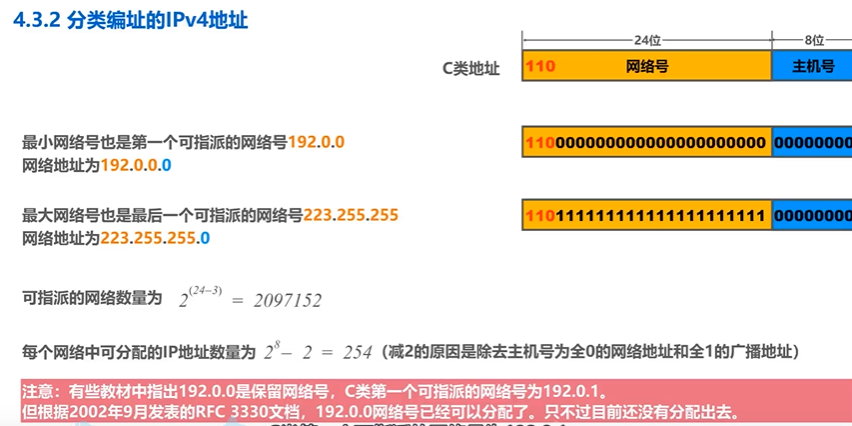 4.3.2 分类编址的IPv4地址
24位 8位
C类地址 110 网络号 主机号
最小网络号也是第一个可指派的网络号192.0.0
网络地址为192.0.0.0
110000000000000000000000 00000000
最大网络号也是最后一个可指派的网络号223.255.255
网络地址为223.255.255.0
110111111111111111111111 00000000
可指派的网络数量为 2^(24-3) = 2097152
每个网络中可分配的IP地址数量为 2^8 - 2 = 254（减2的原因是除去主机号为全0的网络地址和全1的广播地址）
注意：有些教材中指出192.0.0是保留网络号，C类第一个可指派的网络号为192.0.1。
但根据2002年9月发表的RFC 3330文档，192.0.0网络号已经可以分配了。只不过目前还没有分配出去。